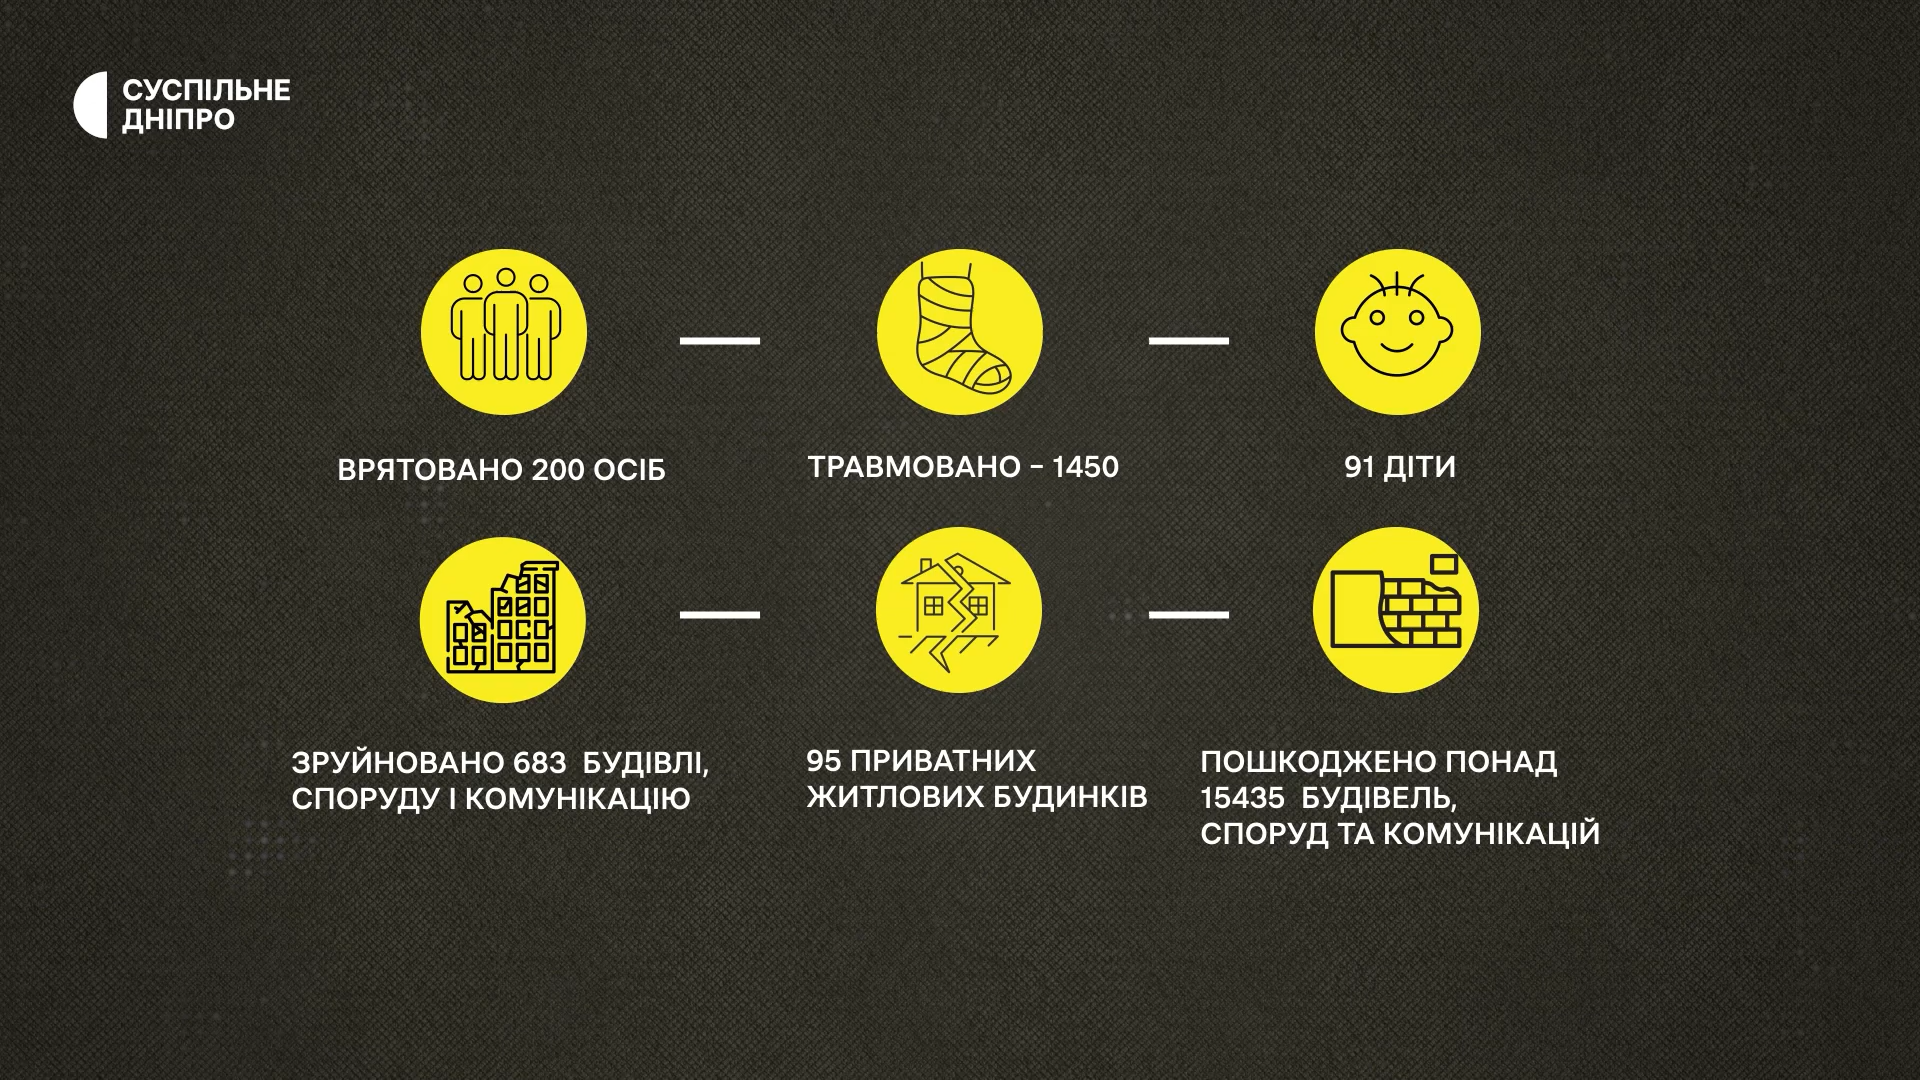 СУСПІЛЬНЕ
ДНІПРО
ВРЯТОВАНО 200 ОСІБ
ТРАВМОВАНО – 1450
91 ДІТИ
ЗРУЙНОВАНО 683 БУДІВЛІ,
СПОРУДУ І КОМУНІКАЦІЮ
95 ПРИВАТНИХ
ЖИТЛОВИХ БУДИНКІВ
ПОШКОДЖЕНО ПОНАД
15435 БУДІВЕЛЬ,
СПОРУД ТА КОМУНІКАЦІЙ